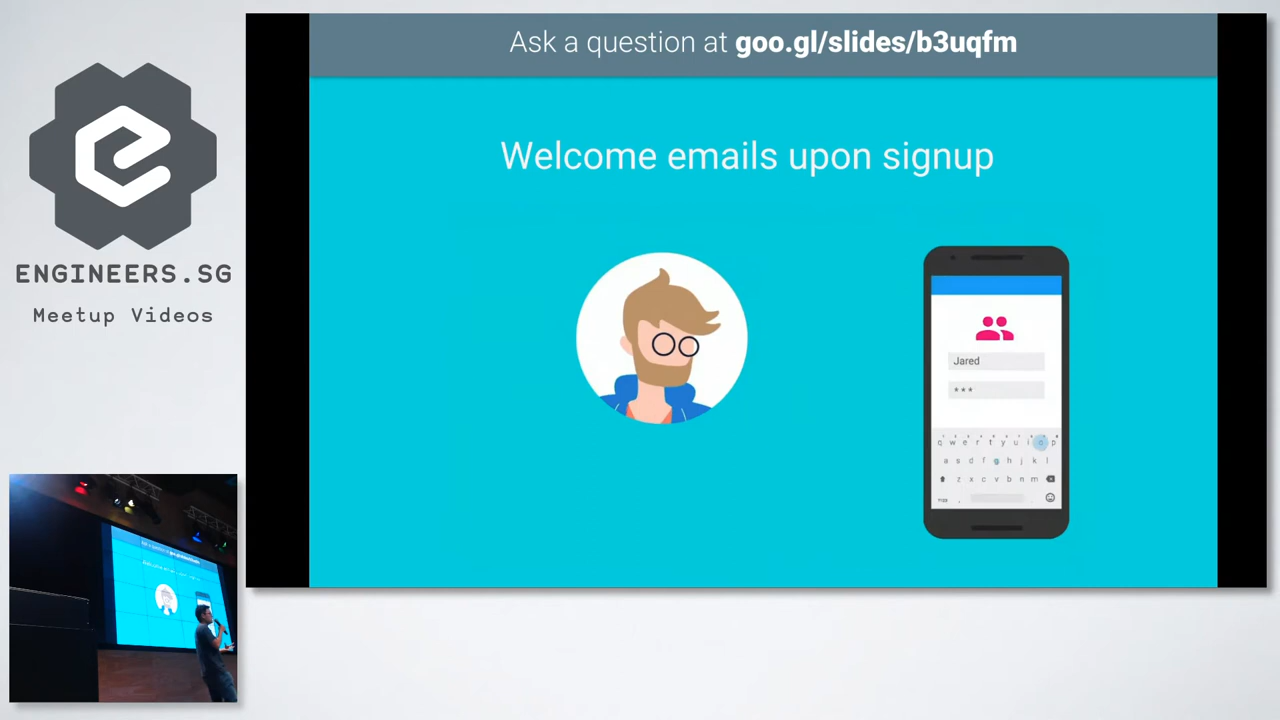 Ask a question at goo.gl/slides/b3uqfm
Welcome emails upon signup
ENGINEERS.SG
Meetup Videos
Jared
***
q w e r t y u i o p
a s d f g h j k l
z x c v b n m